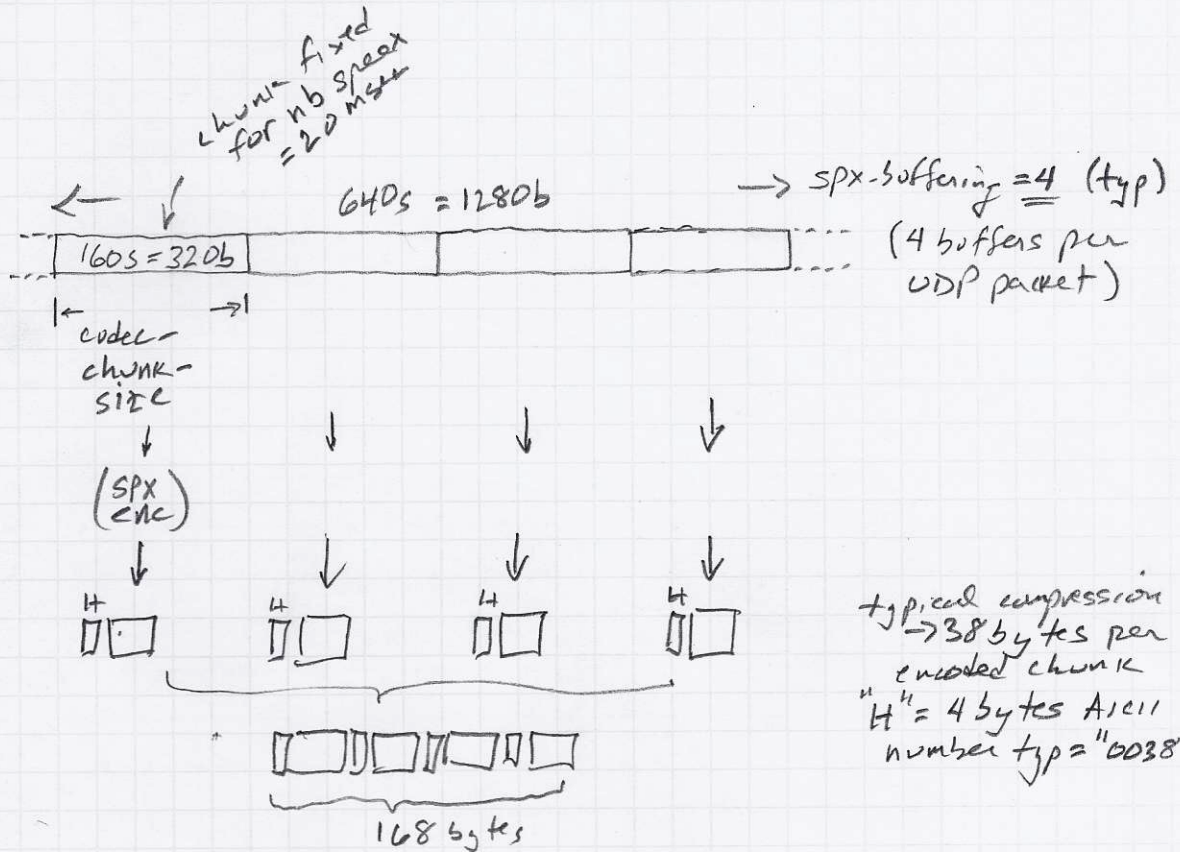 chunk fixed
for nb speex
= 20 msec
640s = 1280b
→ spx-buffering = 4 (typ)
(4 buffers per
UDP packet)
160s = 320b
codec-
chunk-
size
(spx
enc)
H
H
H
H
typical compression
→ 38 bytes per
encoded chunk
"H" = 4 bytes Ascii
number typ = "0038
168 bytes